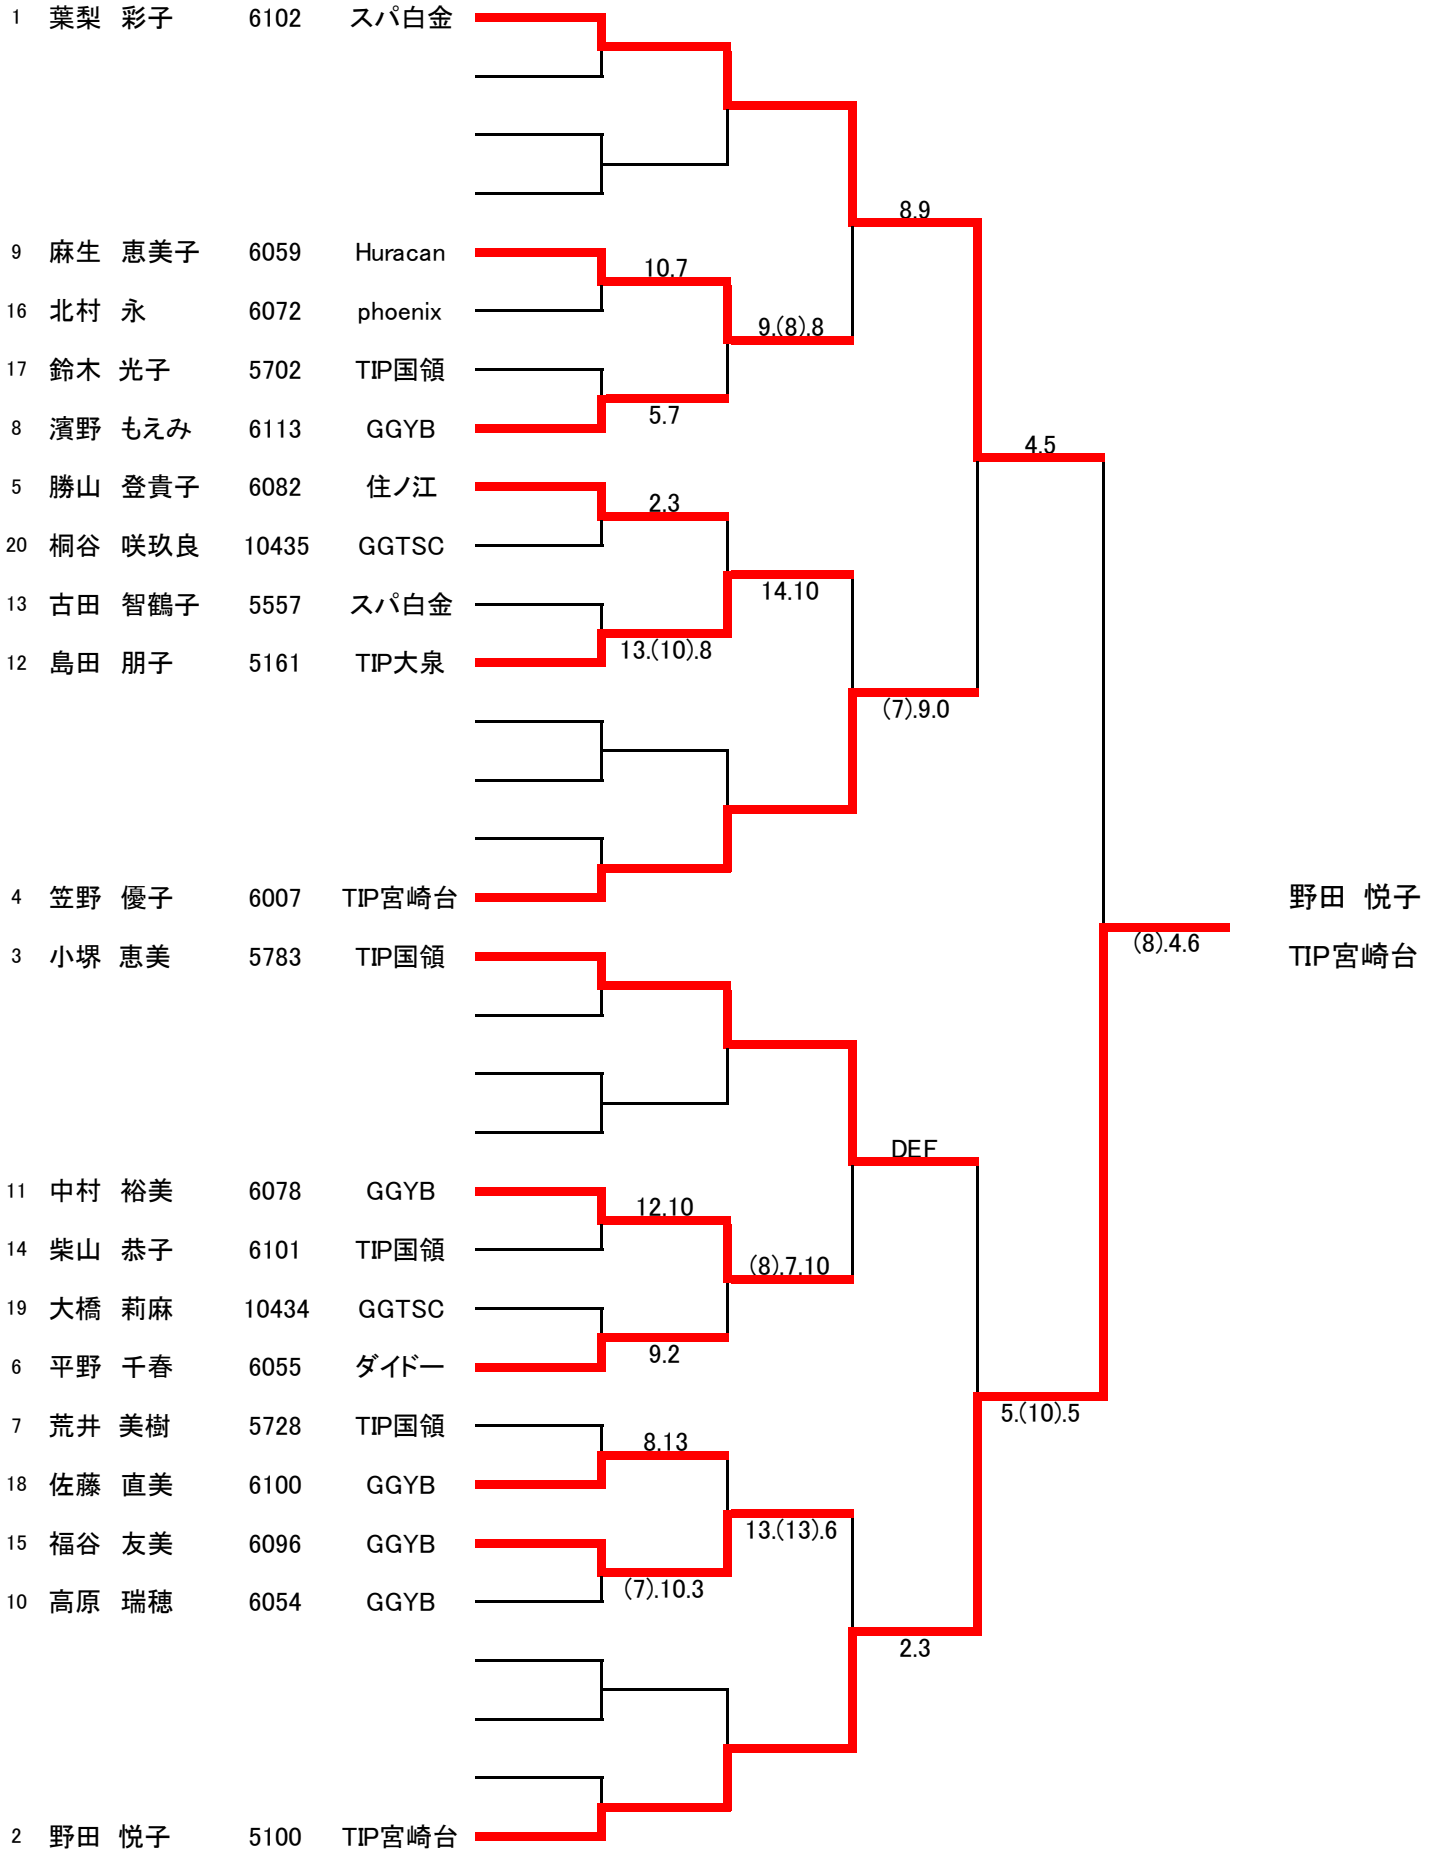 1 葉梨 彩子 6102 スパ白金
8.9
9 麻生 恵美子 6059 Huracan
10.7
16 北村 永 6072 phoenix
9.(8).8
17 鈴木 光子 5702 TIP国領
5.7
8 濱野 もえみ 6113 GGYB
4.5
5 勝山 登貴子 6082 住ノ江
2.3
20 桐谷 咲玖良 10435 GGTSC
14.10
13 古田 智鶴子 5557 スパ白金
13.(10).8
12 島田 朋子 5161 TIP大泉
(7).9.0
4 笠野 優子 6007 TIP宮崎台
野田 悦子
(8).4.6
3 小堺 恵美 5783 TIP国領
TIP宮崎台
DEF
11 中村 裕美 6078 GGYB
12.10
14 柴山 恭子 6101 TIP国領
(8).7.10
19 大橋 莉麻 10434 GGTSC
9.2
6 平野 千春 6055 ダイドー
5.(10).5
7 荒井 美樹 5728 TIP国領
8.13
18 佐藤 直美 6100 GGYB
13.(13).6
15 福谷 友美 6096 GGYB
(7).10.3
10 高原 瑞穂 6054 GGYB
2.3
2 野田 悦子 5100 TIP宮崎台